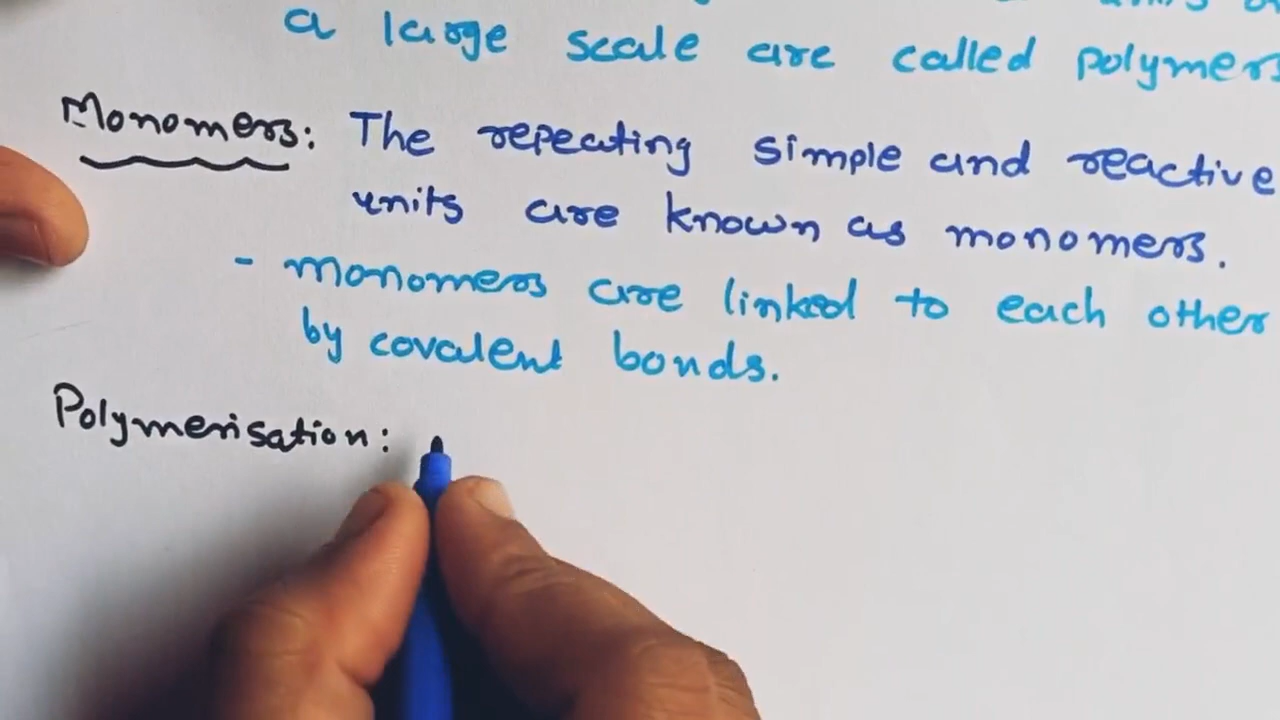 a large scale are called polymers
Monomers: The repeating simple and reactive
units are known as monomers.
- monomers are linked to each other
by covalent bonds.
Polymerisation: